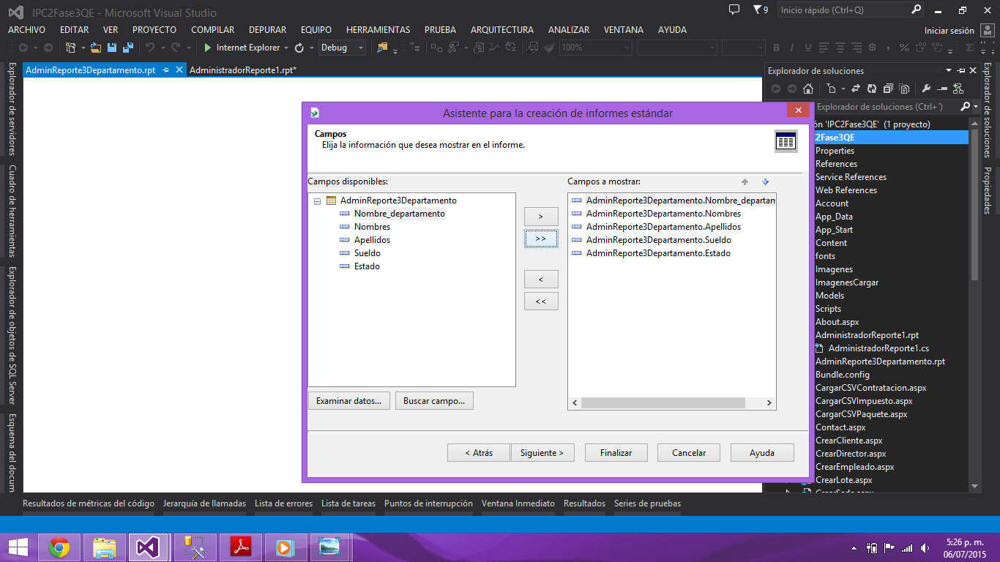 IPC2Fase3QE - Microsoft Visual Studio
9
Inicio rápido (Ctrl+Q)
ARCHIVO EDITAR VER PROYECTO COMPILAR DEPURAR EQUIPO HERRAMIENTAS PRUEBA ARQUITECTURA ANALIZAR VENTANA AYUDA
Iniciar sesión
Internet Explorer
Debug
100%
AdminReporte3Departamento.rpt
AdministradorReporte1.rpt*
Explorador de servidores
Cuadro de herramientas
Explorador de objetos de SQL Server
Esquema del docum
Asistente para la creación de informes estándar
Campos
Elija la información que desea mostrar en el informe.
Campos disponibles:
AdminReporte3Departamento
Nombre_departamento
Nombres
Apellidos
Sueldo
Estado
>
>>
<
<<
Campos a mostrar:
AdminReporte3Departamento.Nombre_departam
AdminReporte3Departamento.Nombres
AdminReporte3Departamento.Apellidos
AdminReporte3Departamento.Sueldo
AdminReporte3Departamento.Estado
Examinar datos...
Buscar campo...
< Atrás
Siguiente >
Finalizar
Cancelar
Ayuda
Explorador de soluciones
Explorador de soluciones (Ctrl+´)
ón 'IPC2Fase3QE' (1 proyecto)
2Fase3QE
Properties
References
Service References
Web References
Account
App_Data
App_Start
Content
fonts
Imagenes
ImagenesCargar
Models
Scripts
About.aspx
AdministradorReporte1.rpt
AdministradorReporte1.cs
AdminReporte3Departamento.rpt
Bundle.config
CargarCSVContratacion.aspx
CargarCSVImpuesto.aspx
CargarCSVPaquete.aspx
Contact.aspx
CrearCliente.aspx
CrearDirector.aspx
CrearEmpleado.aspx
CrearLote.aspx
Explorador de soluciones
Propiedades
Resultados de métricas del código
Jerarquía de llamadas
Lista de errores
Lista de tareas
Puntos de interrupción
Ventana Inmediato
Resultados
Series de pruebas
5:26 p. m.
06/07/2015